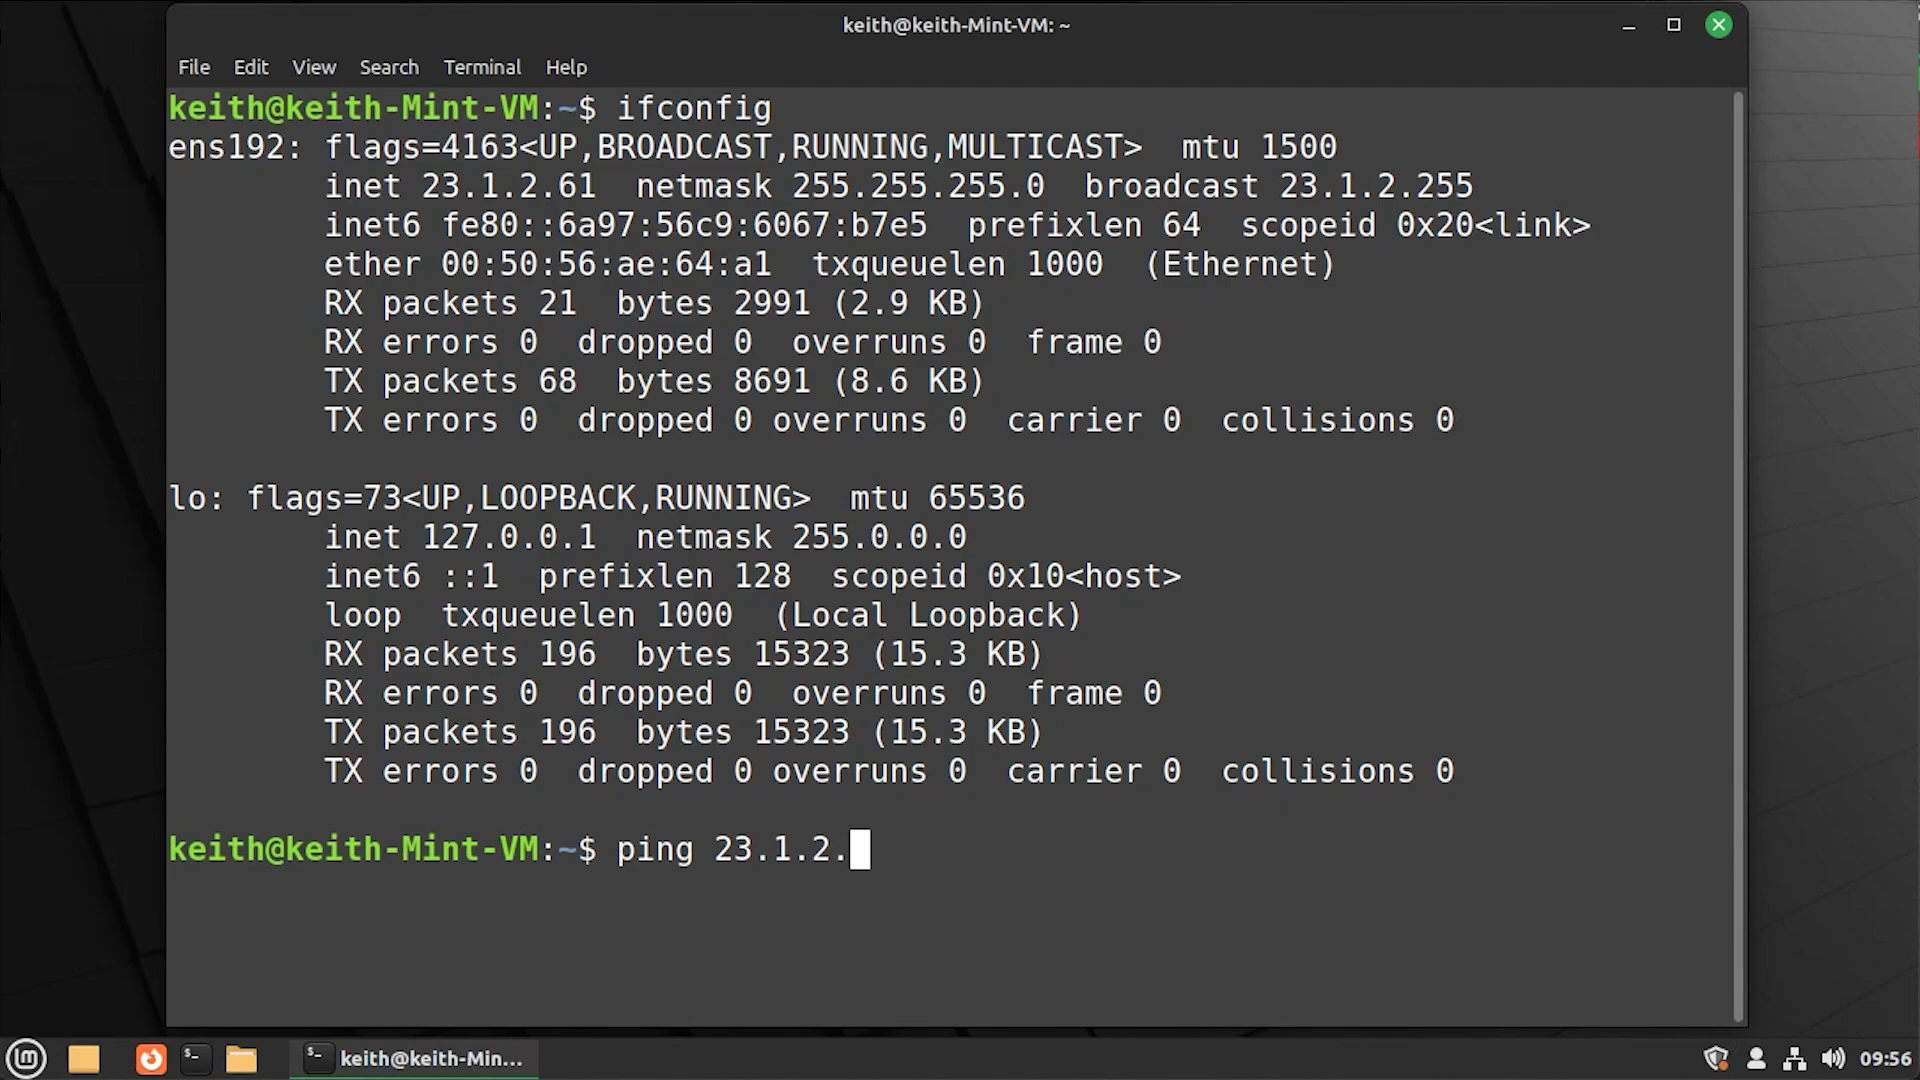 keith@keith-Mint-VM: ~
File Edit View Search Terminal Help
keith@keith-Mint-VM:~$ ifconfig
ens192: flags=4163<UP,BROADCAST,RUNNING,MULTICAST>  mtu 1500
        inet 23.1.2.61  netmask 255.255.255.0  broadcast 23.1.2.255
        inet6 fe80::6a97:56c9:6067:b7e5  prefixlen 64  scopeid 0x20<link>
        ether 00:50:56:ae:64:a1  txqueuelen 1000  (Ethernet)
        RX packets 21  bytes 2991 (2.9 KB)
        RX errors 0  dropped 0  overruns 0  frame 0
        TX packets 68  bytes 8691 (8.6 KB)
        TX errors 0  dropped 0 overruns 0  carrier 0  collisions 0
lo: flags=73<UP,LOOPBACK,RUNNING>  mtu 65536
        inet 127.0.0.1  netmask 255.0.0.0
        inet6 ::1  prefixlen 128  scopeid 0x10<host>
        loop  txqueuelen 1000  (Local Loopback)
        RX packets 196  bytes 15323 (15.3 KB)
        RX errors 0  dropped 0  overruns 0  frame 0
        TX packets 196  bytes 15323 (15.3 KB)
        TX errors 0  dropped 0 overruns 0  carrier 0  collisions 0
keith@keith-Mint-VM:~$ ping 23.1.2.
keith@keith-Min... 09:56